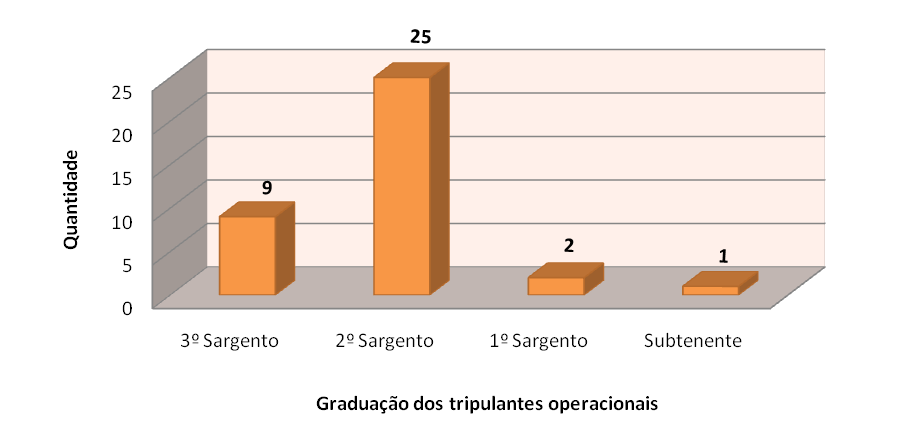 25
25
20
15
10
5
0
9
2
1
Quantidade
3º Sargento
2º Sargento
1º Sargento
Subtenente
Graduação dos tripulantes operacionais